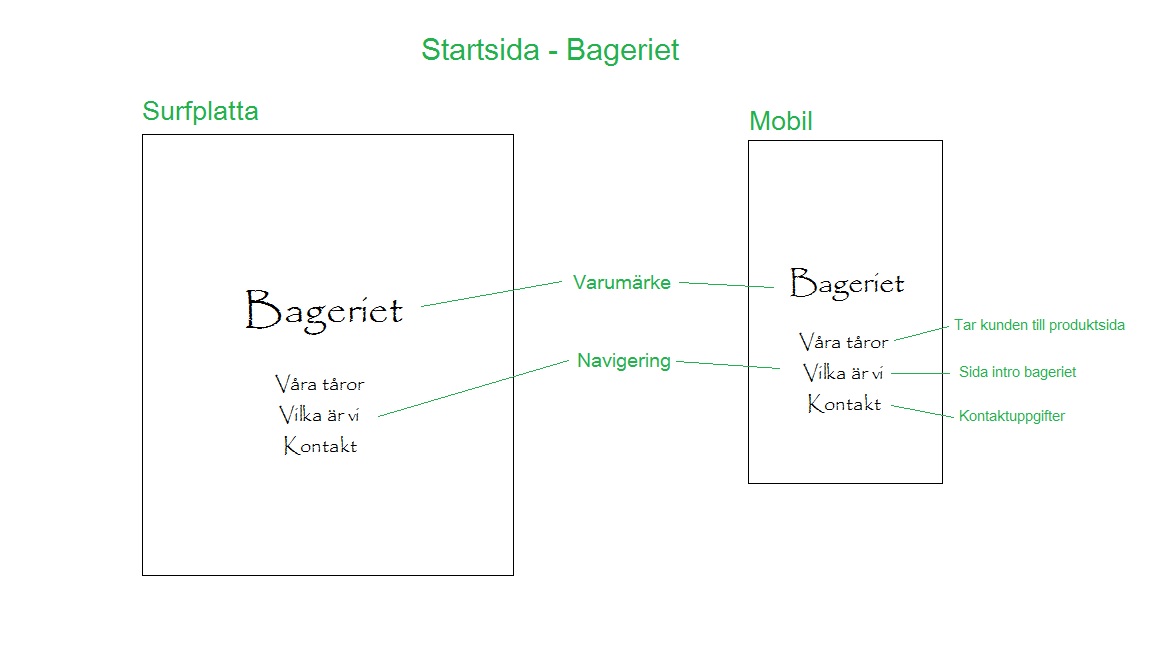 Startsida - Bageriet
Surfplatta
Mobil
Bageriet
Våra tåror
Vilka är vi
Kontakt
Varumärke
Navigering
Bageriet
Våra tåror
Vilka är vi
Kontakt
Tar kunden till produktsida
Sida intro bageriet
Kontaktuppgifter